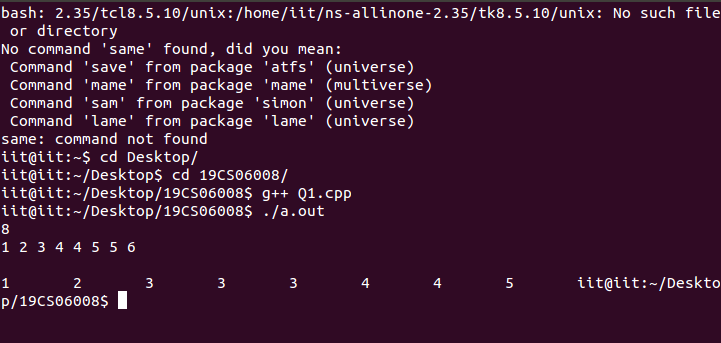 bash: 2.35/tcl8.5.10/unix:/home/iit/ns-allinone-2.35/tk8.5.10/unix: No such file
 or directory
No command 'same' found, did you mean:
 Command 'save' from package 'atfs' (universe)
 Command 'mame' from package 'mame' (multiverse)
 Command 'sam' from package 'simon' (universe)
 Command 'lame' from package 'lame' (universe)
same: command not found
iit@iit:~$ cd Desktop/
iit@iit:~/Desktop$ cd 19CS06008/
iit@iit:~/Desktop/19CS06008$ g++ Q1.cpp
iit@iit:~/Desktop/19CS06008$ ./a.out
8
1 2 3 4 4 5 5 6
1       2       3       3       3       4       4       5       iit@iit:~/Deskto
p/19CS06008$